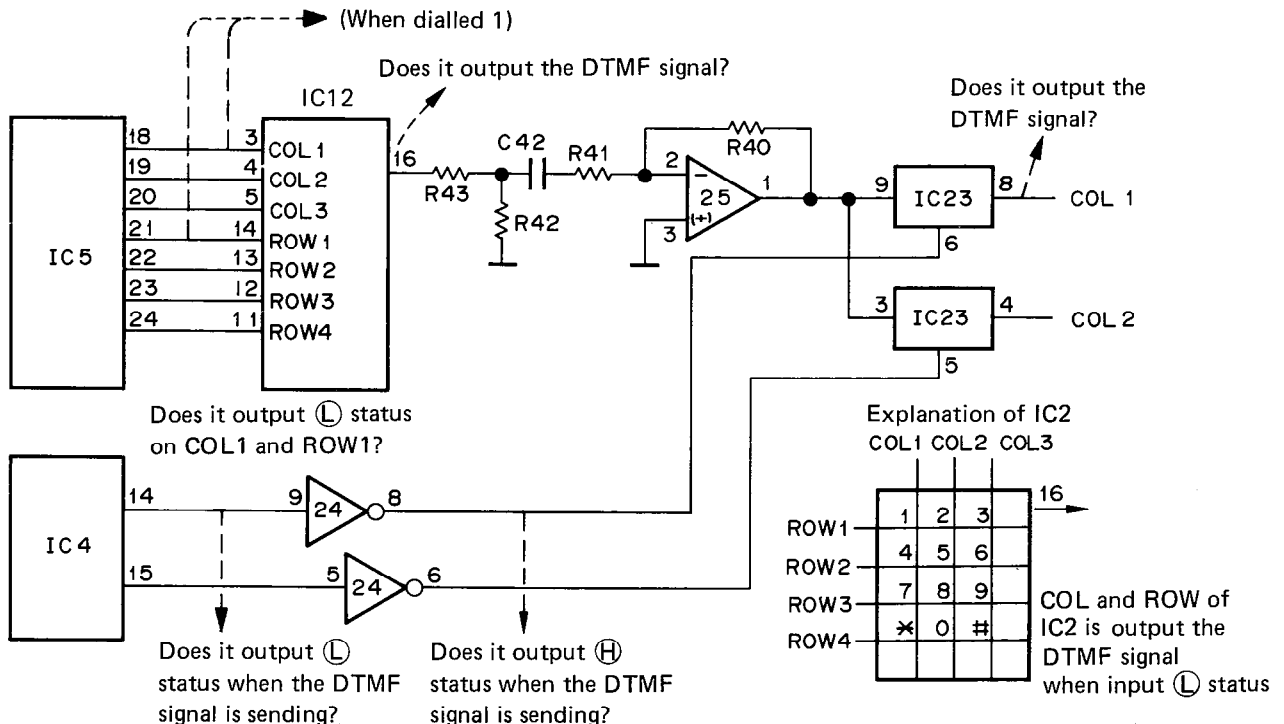 (When dialled 1)
Does it output the DTMF signal?
Does it output the
DTMF signal?
IC12
IC5
18
19
20
21
22
23
24
3
4
5
14
13
12
11
COL1
COL2
COL3
ROW1
ROW2
ROW3
ROW4
16
R43
C42
R41
R42
R40
2
−
25
(+)
3
1
9
IC23
8
COL 1
6
3
IC23
4
COL 2
5
Does it output Ⓛ status
on COL1 and ROW1?
IC4
14
15
9
24
8
5
24
6
Does it output Ⓛ
status when the DTMF
signal is sending?
Does it output Ⓗ
status when the DTMF
signal is sending?
Explanation of IC2
COL1 COL2 COL3
16
ROW1
ROW2
ROW3
ROW4
1 2 3
4 5 6
7 8 9
* 0 #
COL and ROW of
IC2 is output the
DTMF signal
when input Ⓛ status